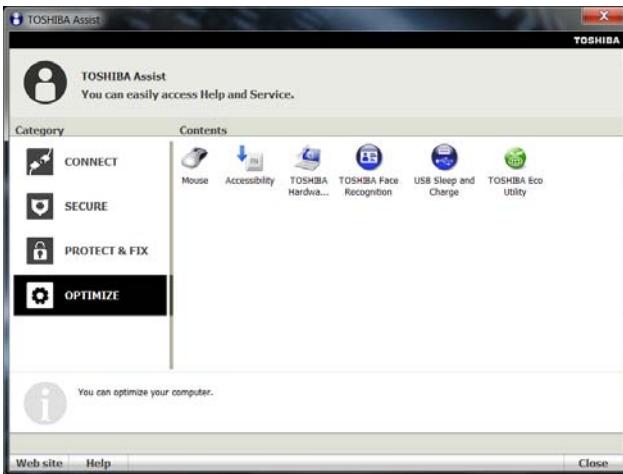 TOSHIBA Assist
TOSHIBA
TOSHIBA Assist
You can easily access Help and Service.
Category
Contents
CONNECT
SECURE
PROTECT & FIX
OPTIMIZE
Mouse
Accessibility
TOSHIBA
Hardwa...
TOSHIBA Face
Recognition
USB Sleep and
Charge
TOSHIBA Eco
Utility
You can optimize your computer.
Web site
Help
Close